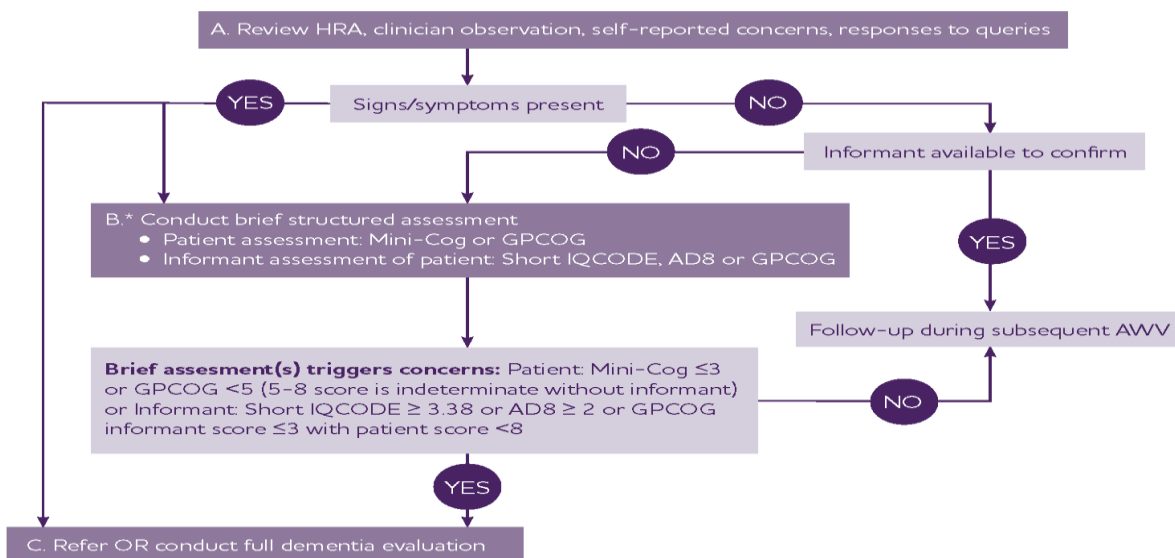 A. Review HRA, clinician observation, self-reported concerns, responses to queries
YES
Signs/symptoms present
NO
NO
Informant available to confirm
B.* Conduct brief structured assessment
• Patient assessment: Mini-Cog or GPCOG
• Informant assessment of patient: Short IQCODE, AD8 or GPCOG
YES
Follow-up during subsequent AWV
Brief assesment(s) triggers concerns: Patient: Mini-Cog ≤3
or GPCOG <5 (5-8 score is indeterminate without informant)
or Informant: Short IQCODE ≥ 3.38 or AD8 ≥ 2 or GPCOG
informant score ≤3 with patient score <8
NO
YES
C. Refer OR conduct full dementia evaluation